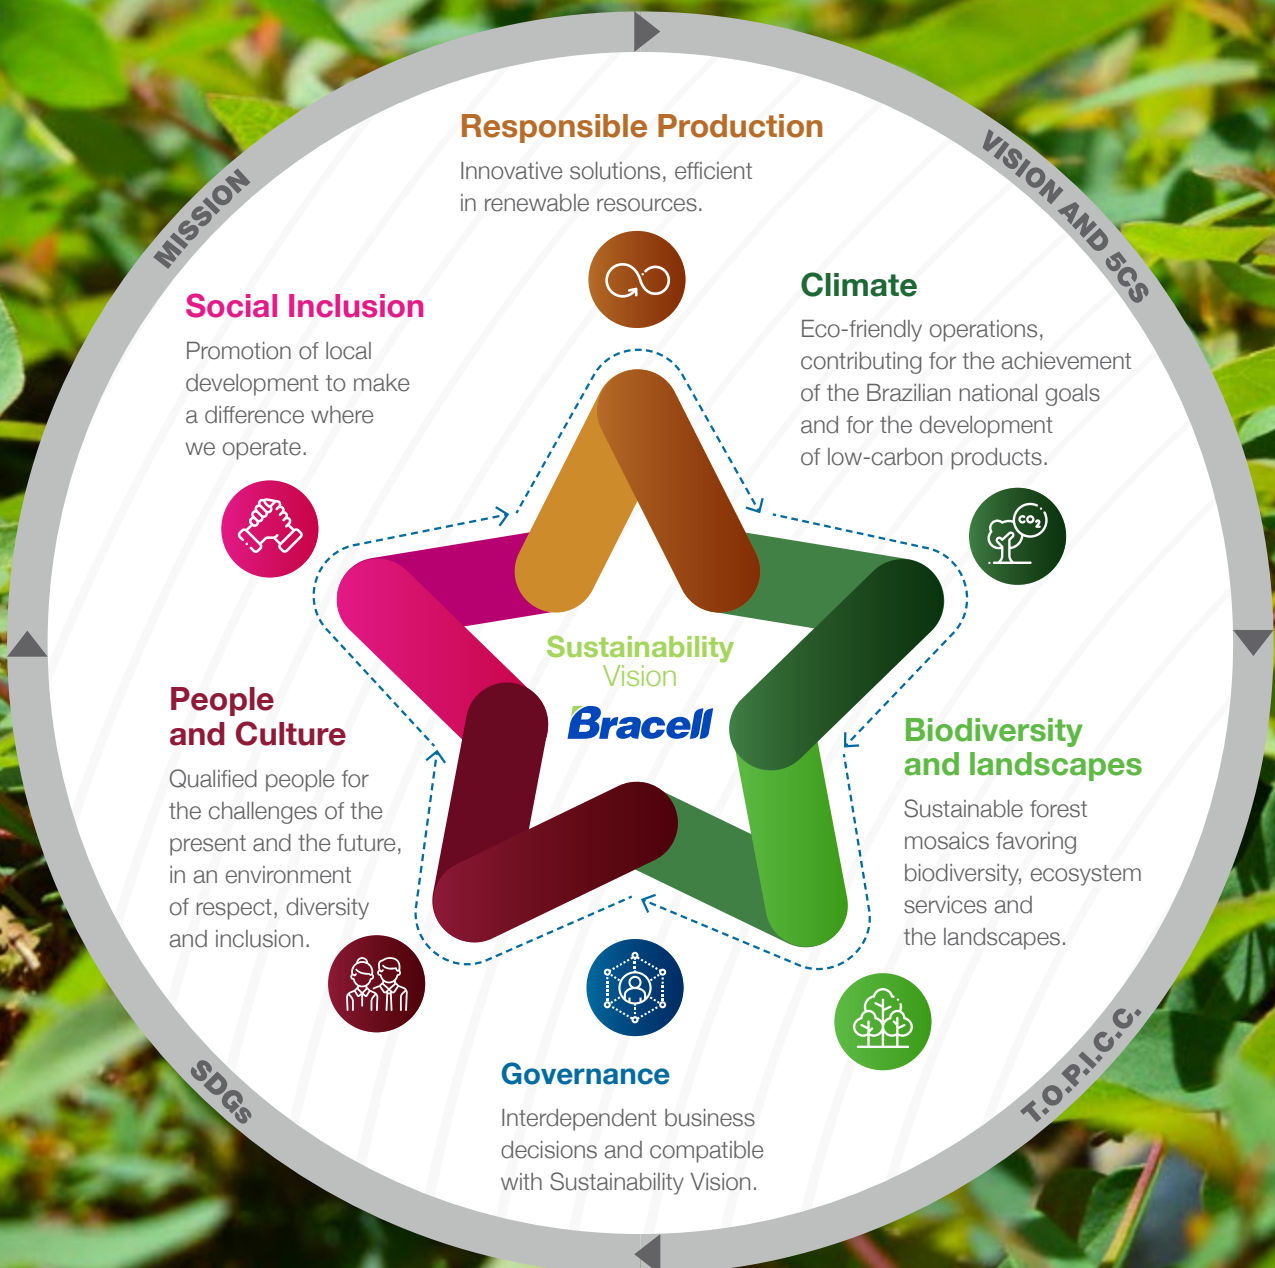 MISSION
VISION AND 5CS
Responsible Production
Innovative solutions, efficient
in renewable resources.
Social Inclusion
Promotion of local
development to make
a difference where
we operate.
Climate
Eco-friendly operations,
contributing for the achievement
of the Brazilian national goals
and for the development
of low-carbon products.
CO₂
Sustainability
Vision
Bracell
People
and Culture
Qualified people for
the challenges of the
present and the future,
in an environment
of respect, diversity
and inclusion.
Biodiversity
and landscapes
Sustainable forest
mosaics favoring
biodiversity, ecosystem
services and
the landscapes.
Governance
Interdependent business
decisions and compatible
with Sustainability Vision.
SDGs
T.O.P.I.C.C.